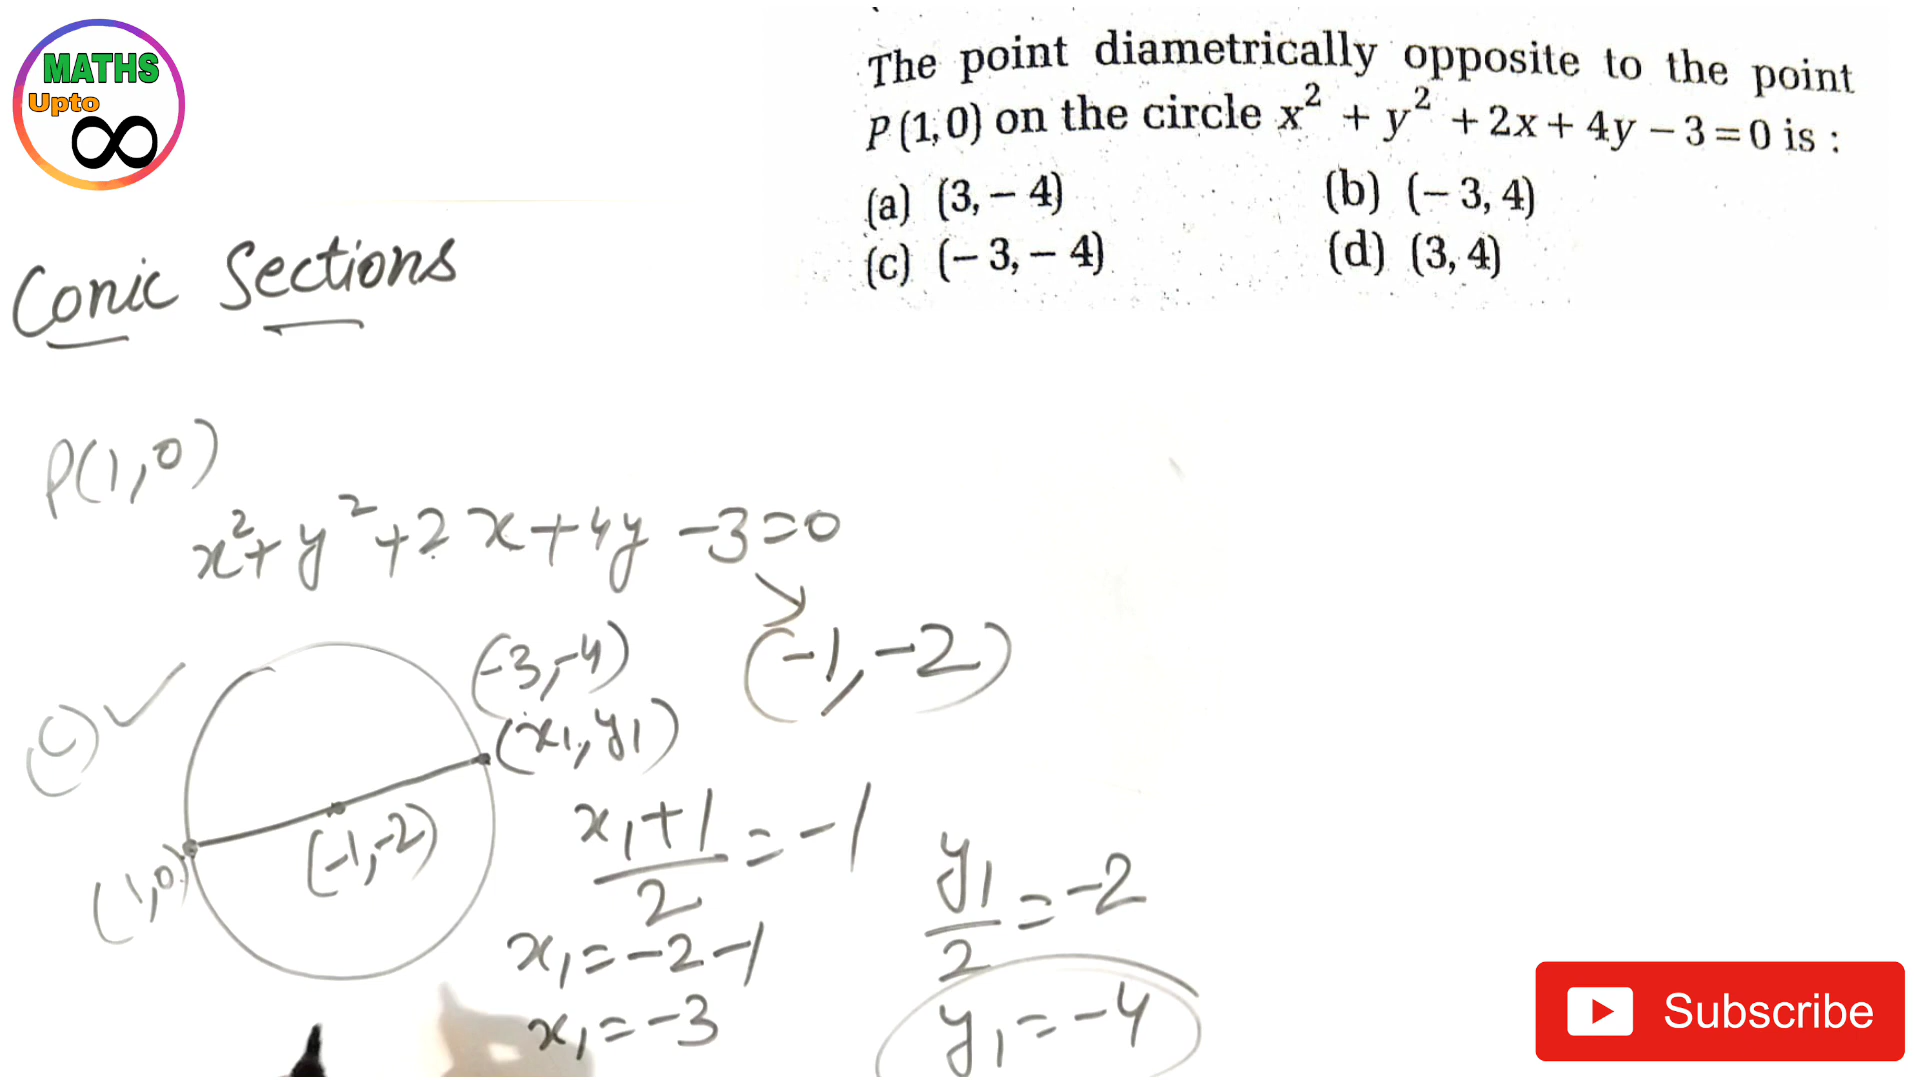 MATHS
Upto
∞
The point diametrically opposite to the point
P (1, 0) on the circle x² + y² + 2x + 4y – 3 = 0 is :
(a) (3, – 4) (b) (– 3, 4)
(c) (– 3, – 4) (d) (3, 4)
Conic Sections
P(1,0)
x²+y²+2x+4y-3=0
(-1,-2)
(-3,-4)
(x₁,y₁)
(c) ✓
(-1,-2)
(1,0)
(x₁+1)/2 = -1
x₁ = -2-1
x₁ = -3
y₁/2 = -2
y₁ = -4
Subscribe